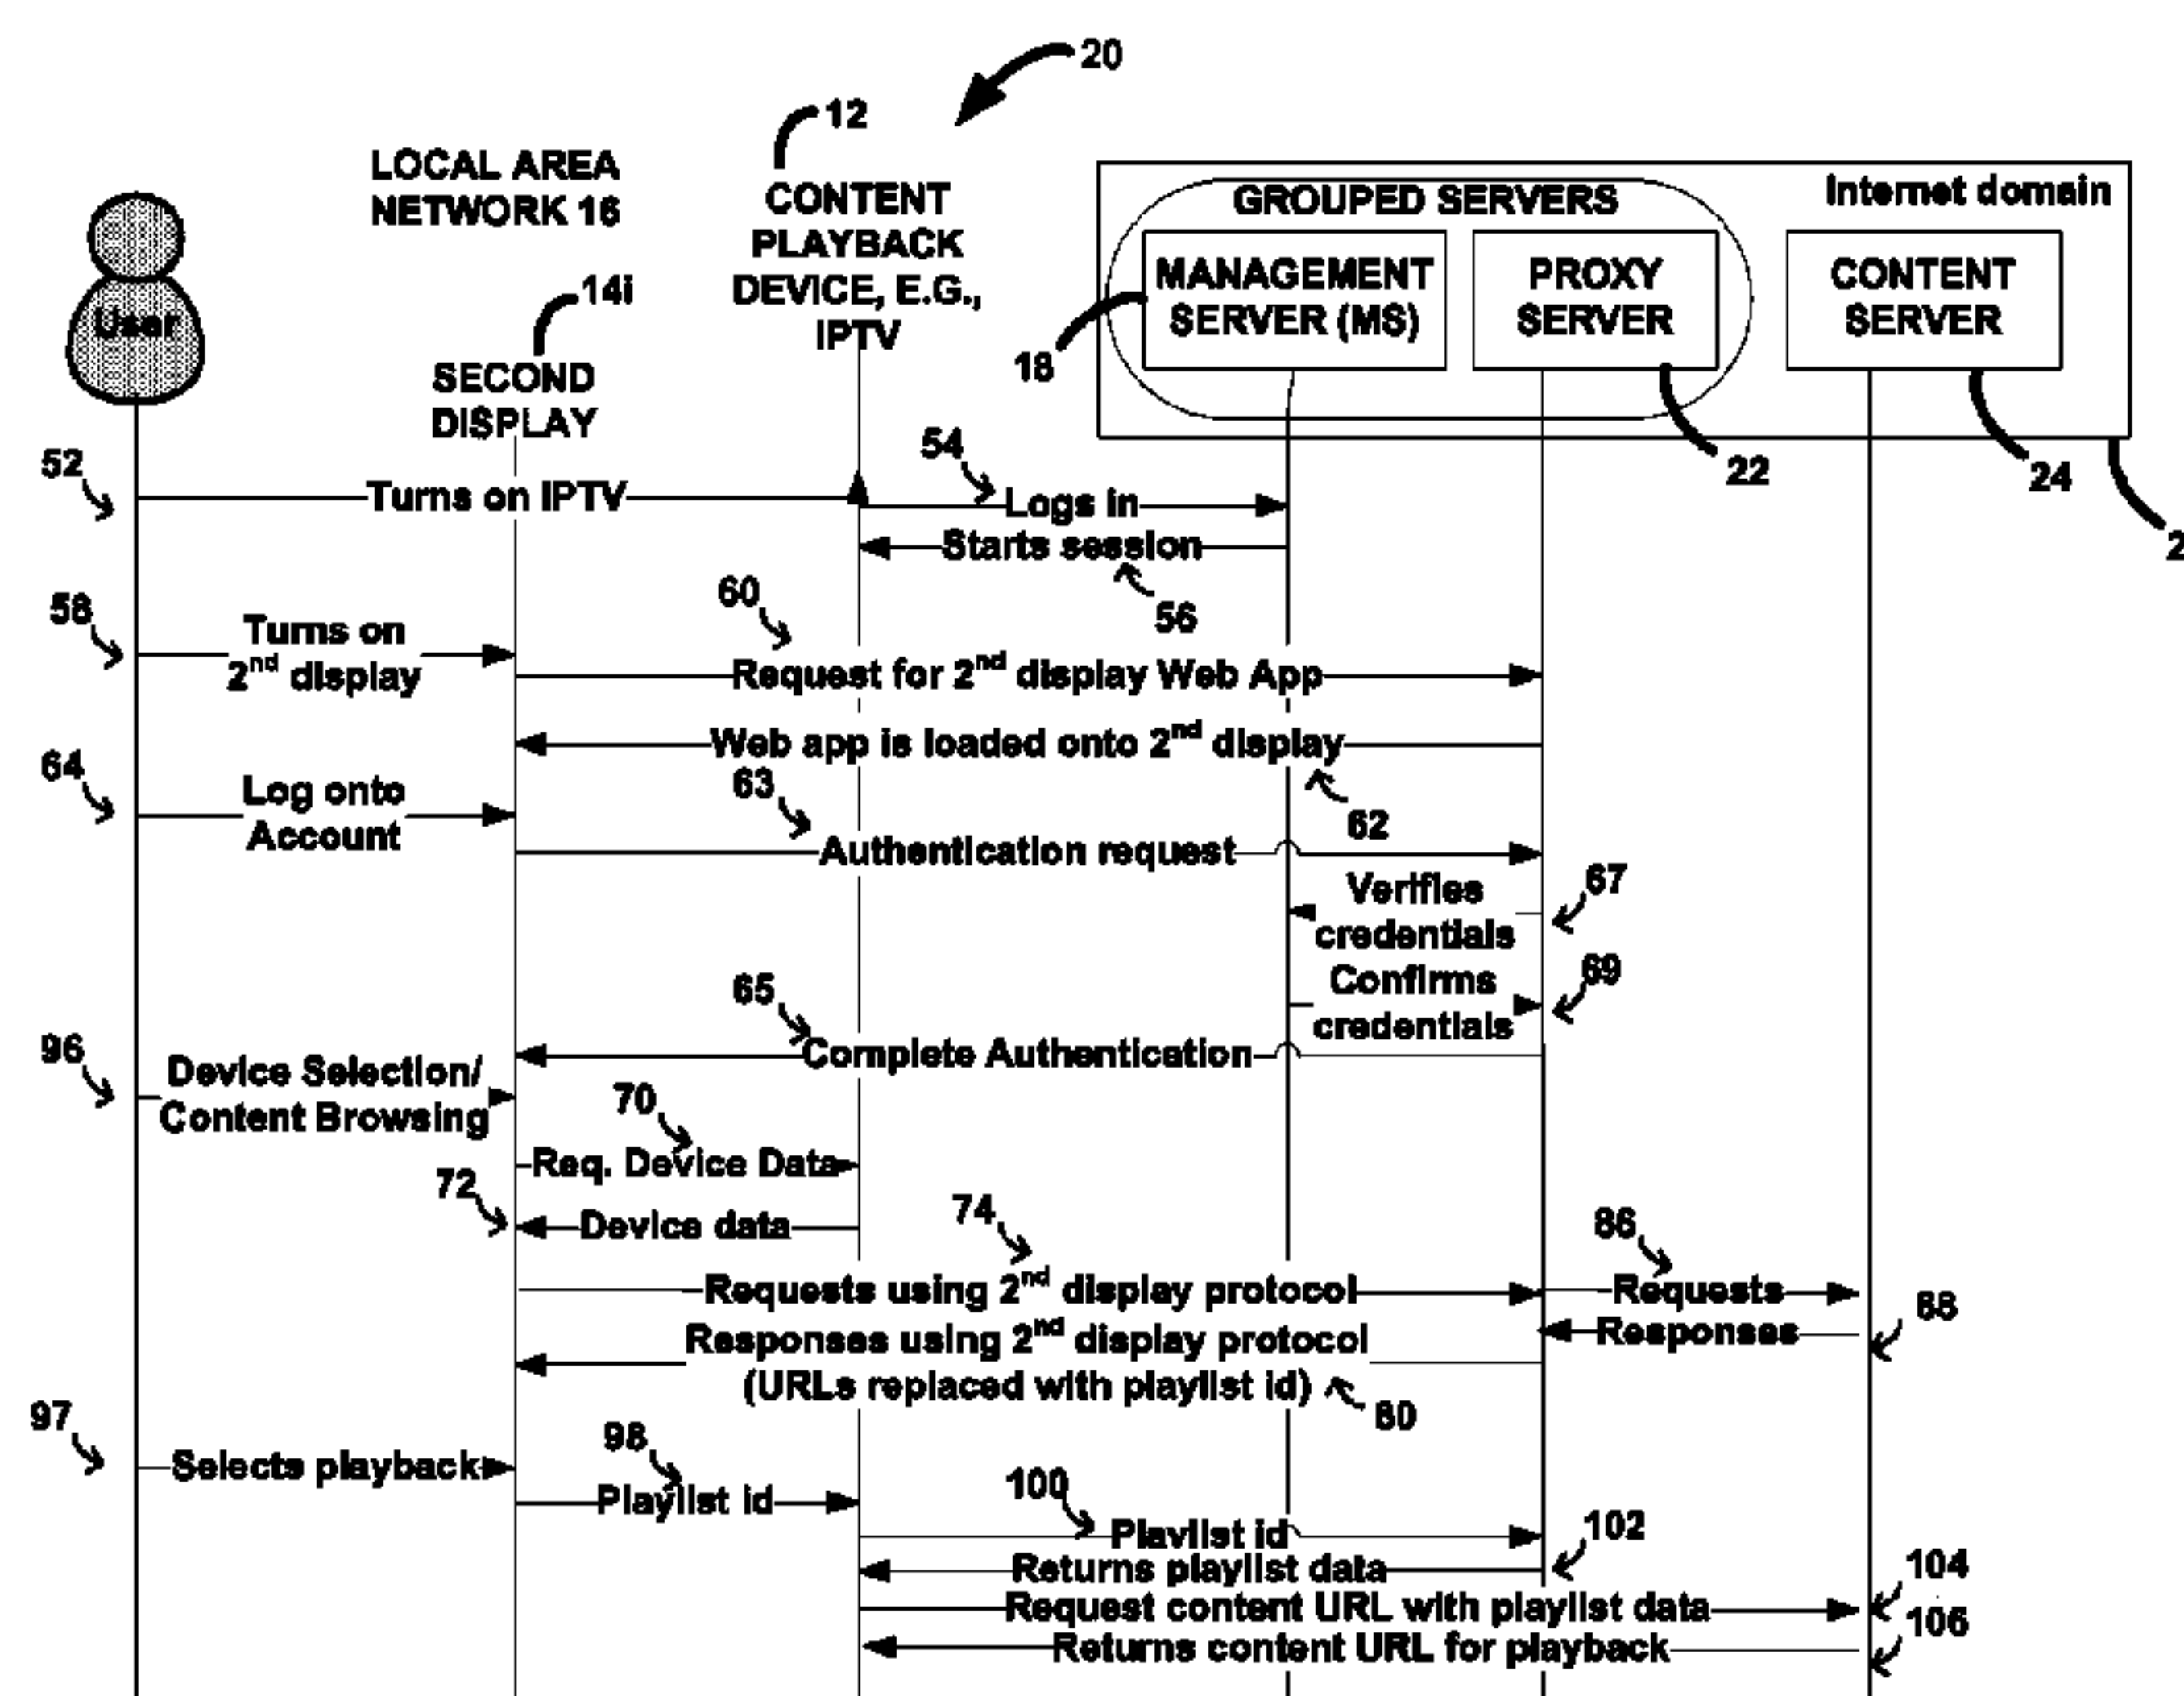 20
12
LOCAL AREA
NETWORK 16
CONTENT
PLAYBACK
DEVICE, E.G.,
IPTV
Internet domain
GROUPED SERVERS
MANAGEMENT
SERVER (MS)
PROXY
SERVER
CONTENT
SERVER
User
14i
SECOND
DISPLAY
18
22
24
2
52
Turns on IPTV
54
Logs in
Starts session
56
58
Turns on
2nd display
60
Request for 2nd display Web App
Web app is loaded onto 2nd display
62
64
Log onto
Account
63
Authentication request
Verifies
credentials
67
Confirms
credentials
69
65
Complete Authentication
96
Device Selection/
Content Browsing
70
Req. Device Data
72
Device data
74
Requests using 2nd display protocol
86
Requests
Responses
88
Responses using 2nd display protocol
(URLs replaced with playlist id)
80
97
Selects playback
98
Playlist id
100
Playlist id
102
Returns playlist data
104
Request content URL with playlist data
106
Returns content URL for playback